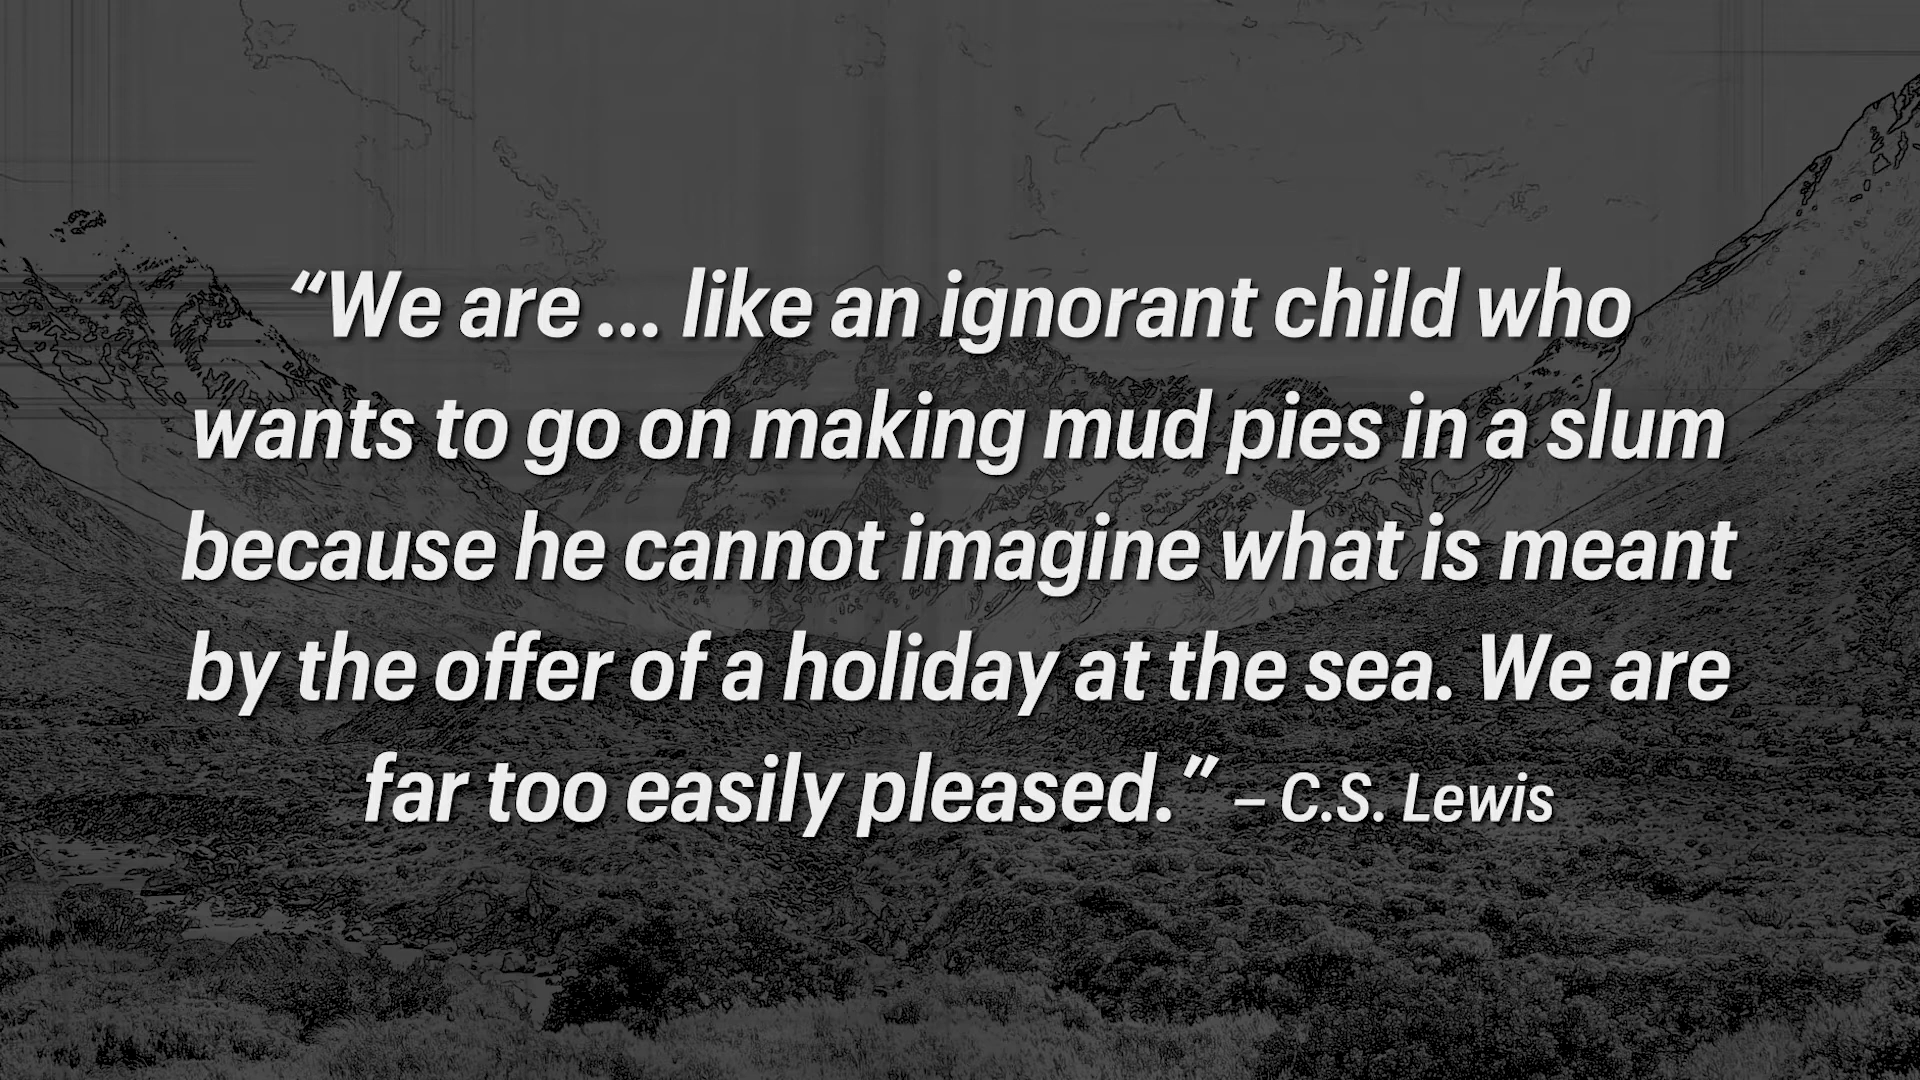 “We are ... like an ignorant child who
wants to go on making mud pies in a slum
because he cannot imagine what is meant
by the offer of a holiday at the sea. We are
far too easily pleased.” – C.S. Lewis